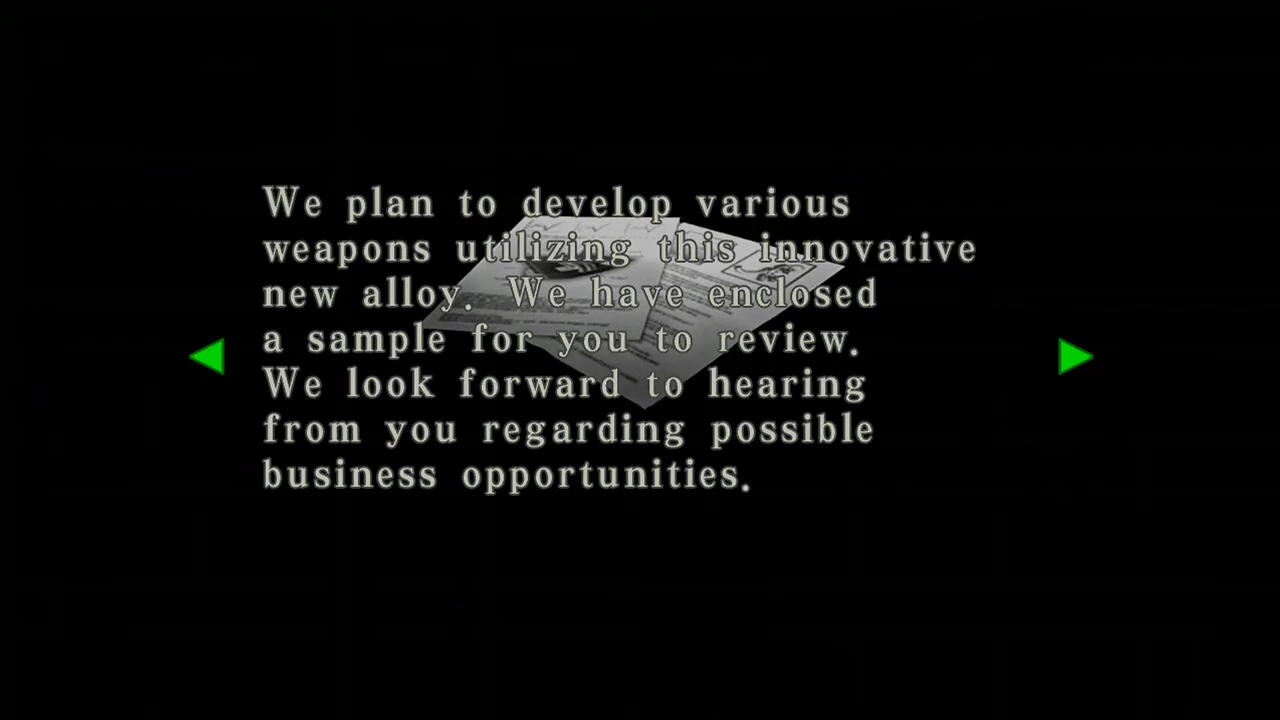 We plan to develop various
weapons utilizing this innovative
new alloy. We have enclosed
a sample for you to review.
We look forward to hearing
from you regarding possible
business opportunities.